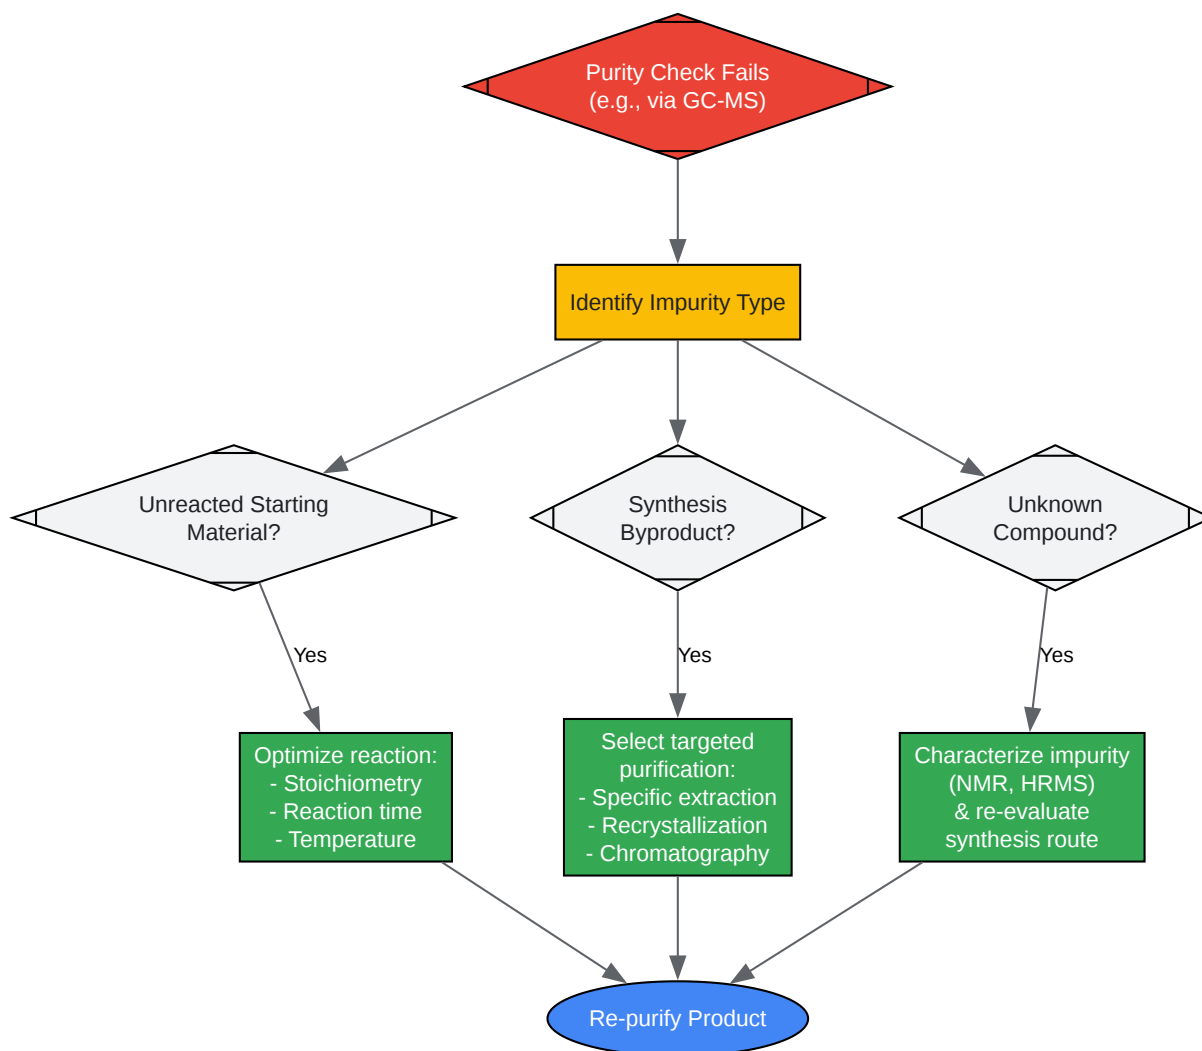 Purity Check Fails
(e.g., via GC-MS)
Identify Impurity Type
Unreacted Starting
Material?
Synthesis
Byproduct?
Unknown
Compound?
Yes
Yes
Yes
Optimize reaction:
- Stoichiometry
- Reaction time
- Temperature
Select targeted
purification:
- Specific extraction
- Recrystallization
- Chromatography
Characterize impurity
(NMR, HRMS)
& re-evaluate
synthesis route
Re-purify Product